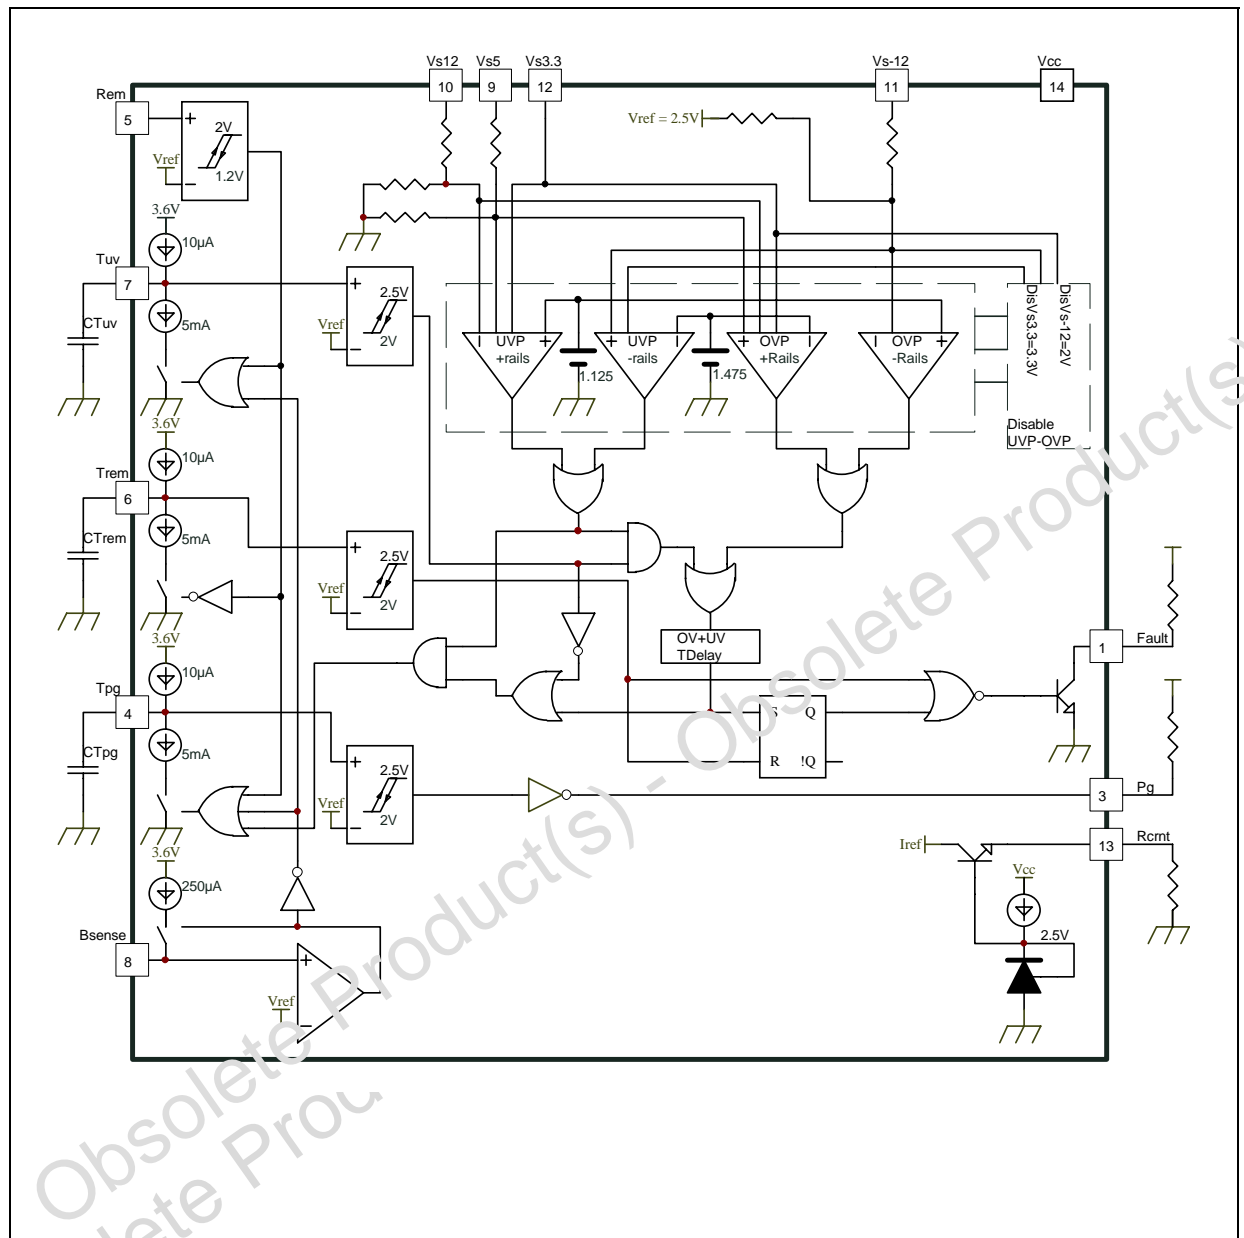 Vs12 Vs5 Vs3.3 Vs-12 Vcc
10 9 12 11 14
Rem
5
+
2V
Vref = 2.5V
Vref
1.2V
−
3.6V
10µA
Tuv
7
+
2.5V
5mA
CTuv
Vref
2V
−
DisVs3.3=3.3V
DisVs-12=2V
− UVP +
+rails
+ UVP −
-rails
+ OVP −
+Rails
− OVP +
-Rails
1.125
1.475
Disable
UVP-OVP
3.6V
10µA
Trem
6
CTrem
5mA
+
2.5V
Vref
2V
−
3.6V
OV+UV
TDelay
1
Fault
10µA
Tpg
4
S Q
R !Q
CTpg
5mA
+
2.5V
Vref
2V
−
3
Pg
3.6V
250µA
Iref
13
Rcrnt
Vcc
2.5V
Bsense
8
+
Vref
−
Obsolete Product(s) - Obsolete Product(s)
lete Prod